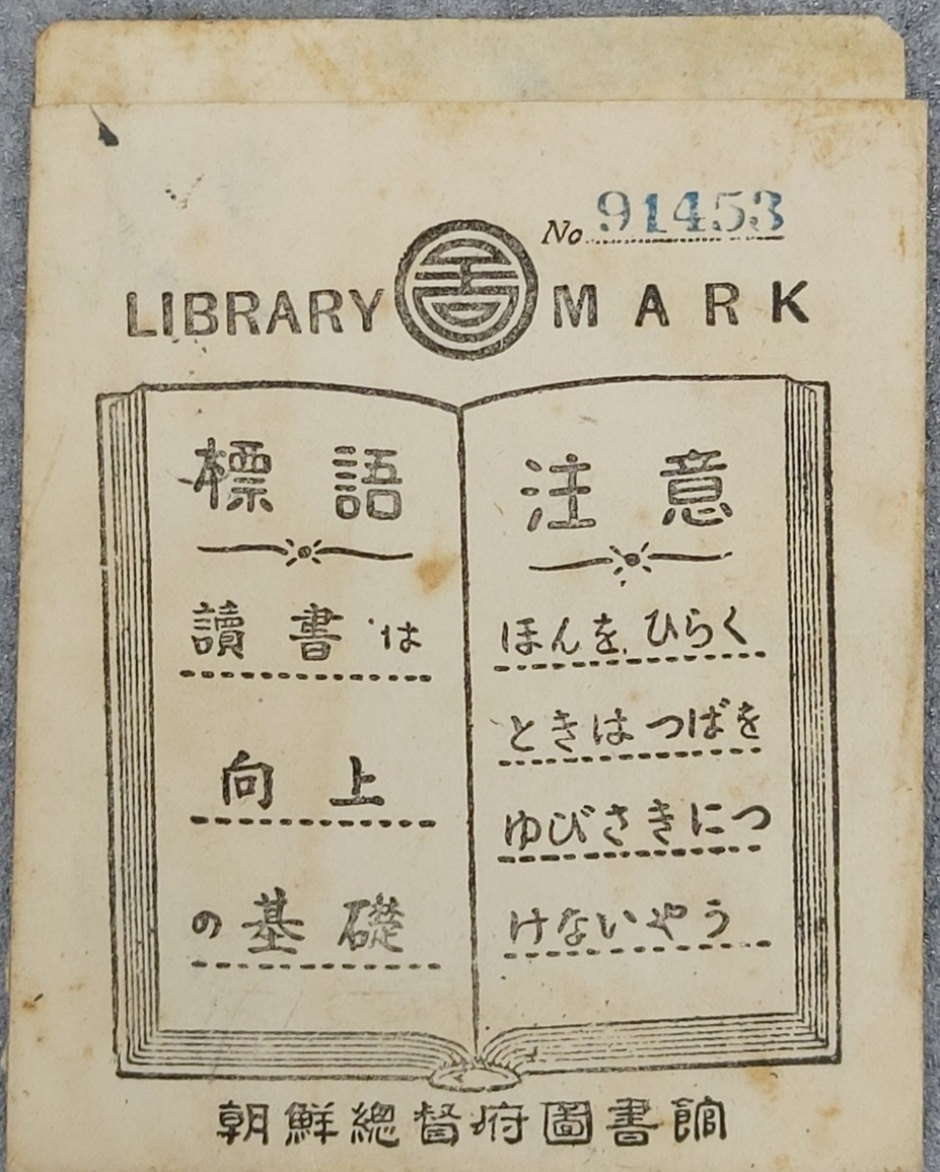 No 91453
LIBRARY 書 MARK
標語
讀書は
向上
の基礎
注意
ほんを ひらく
ときは つばを
ゆびさきにつ
けないやう
朝鮮總督府圖書館